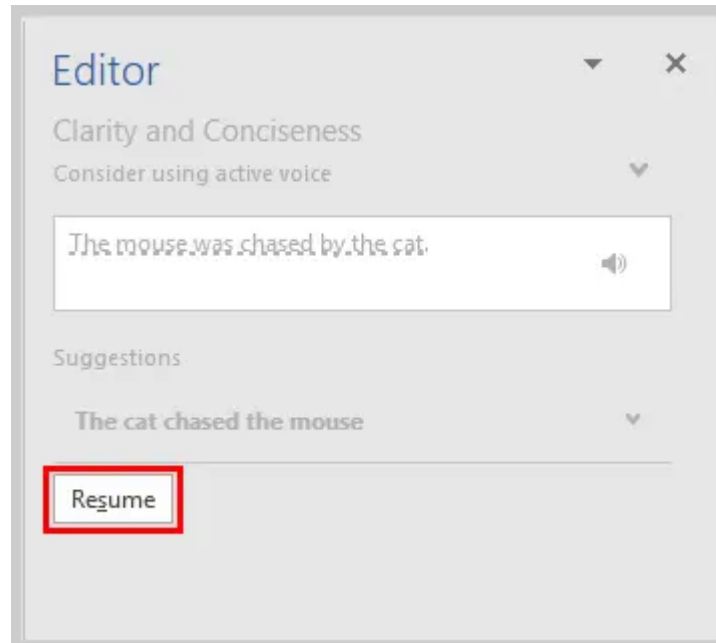 Editor
Clarity and Conciseness
Consider using active voice
The mouse was chased by the cat.
Suggestions
The cat chased the mouse
Resume